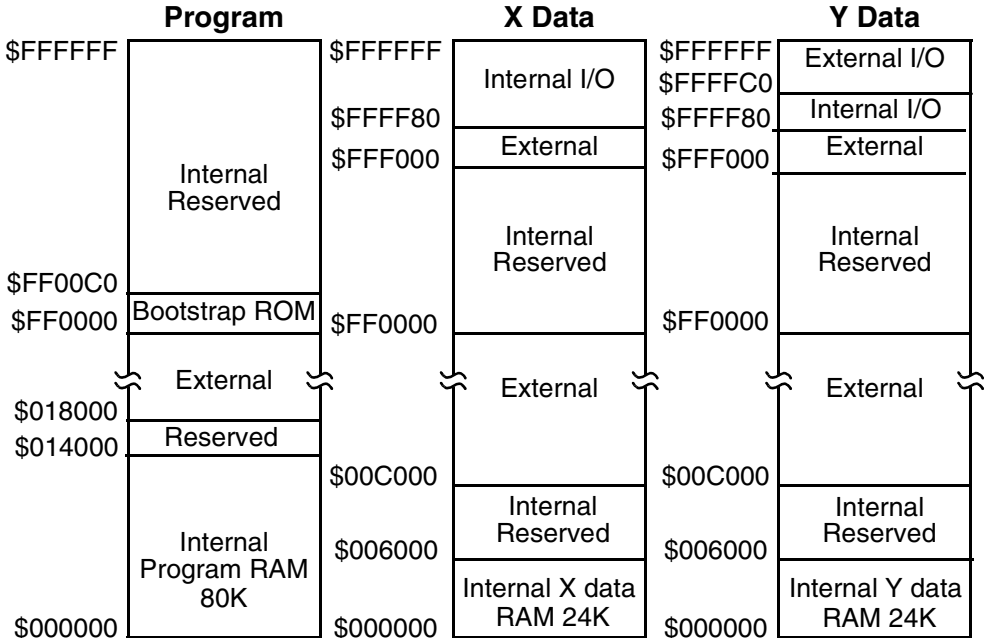 Program
$FFFFFF
Internal
Reserved
$FF00C0
Bootstrap ROM
$FF0000
External
$018000
Reserved
$014000
Internal
Program RAM
80K
$000000
X Data
$FFFFFF
Internal I/O
$FFFF80
External
$FFF000
Internal
Reserved
$FF0000
External
$00C000
Internal
Reserved
$006000
Internal X data
RAM 24K
$000000
Y Data
$FFFFFF
External I/O
$FFFFC0
Internal I/O
$FFFF80
External
$FFF000
Internal
Reserved
$FF0000
External
$00C000
Internal
Reserved
$006000
Internal Y data
RAM 24K
$000000